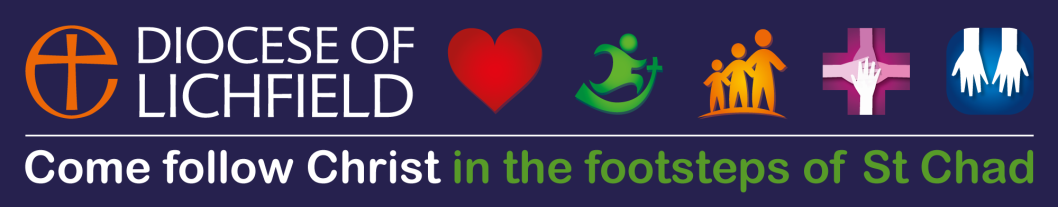 DIOCESE OF
LICHFIELD
Come follow Christ in the footsteps of St Chad